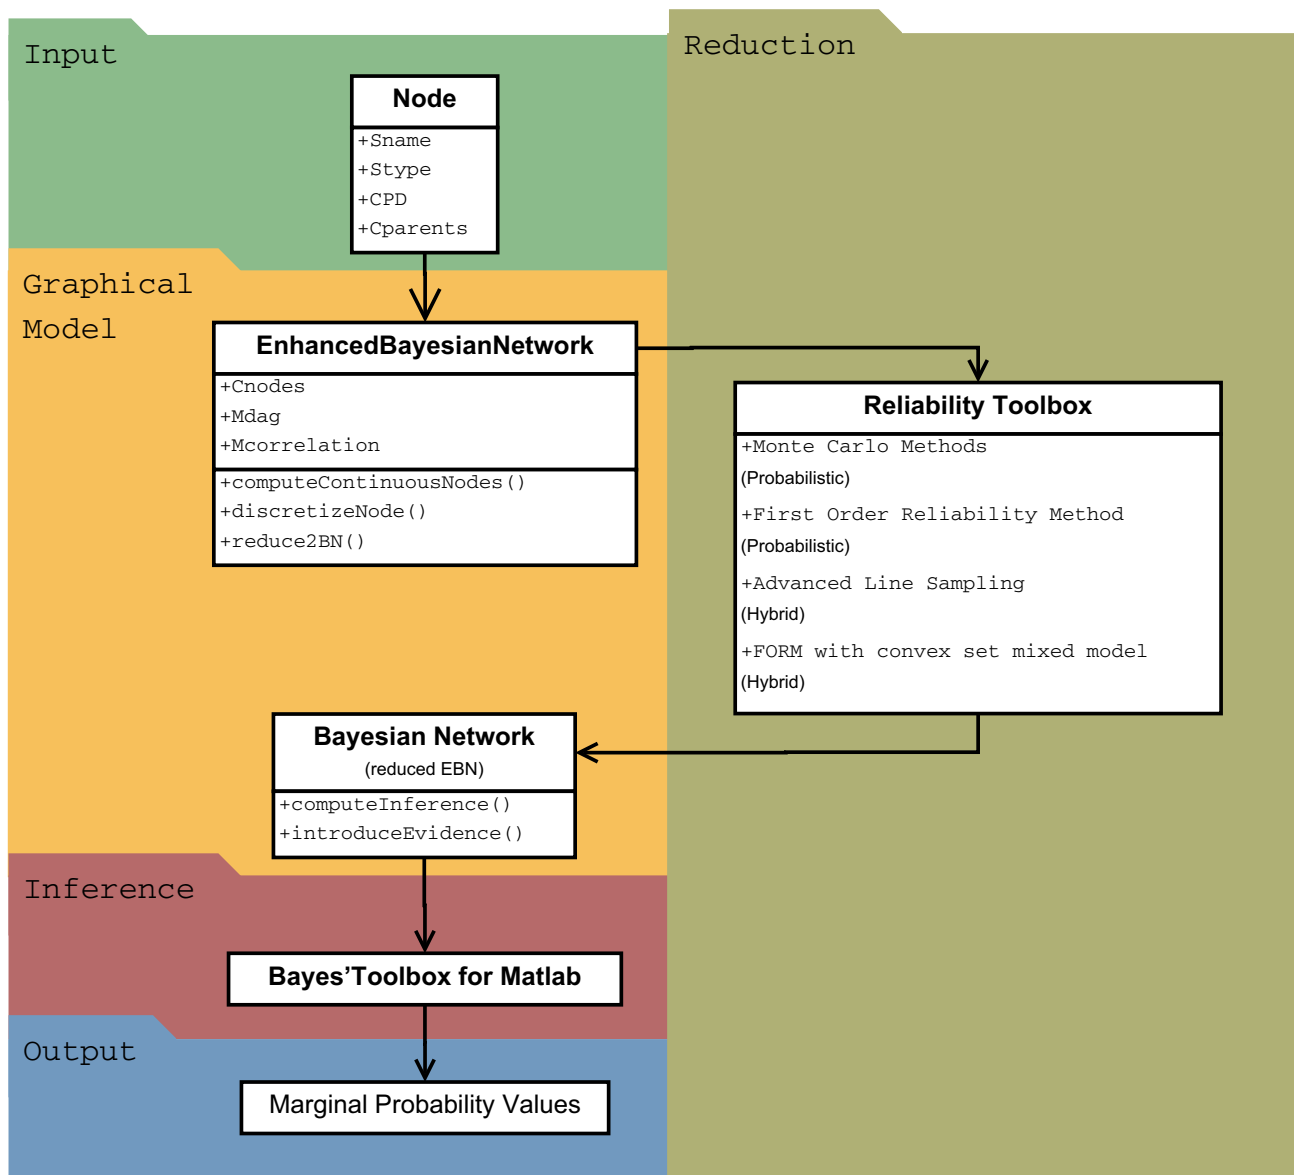 Input
Node
+Sname
+Stype
+CPD
+Cparents
Graphical
Model
EnhancedBayesianNetwork
+Cnodes
+Mdag
+Mcorrelation
+computeContinuousNodes()
+discretizeNode()
+reduce2BN()
Reduction
Reliability Toolbox
+Monte Carlo Methods
(Probabilistic)
+First Order Reliability Method
(Probabilistic)
+Advanced Line Sampling
(Hybrid)
+FORM with convex set mixed model
(Hybrid)
Bayesian Network
(reduced EBN)
+computeInference()
+introduceEvidence()
Inference
Bayes'Toolbox for Matlab
Output
Marginal Probability Values